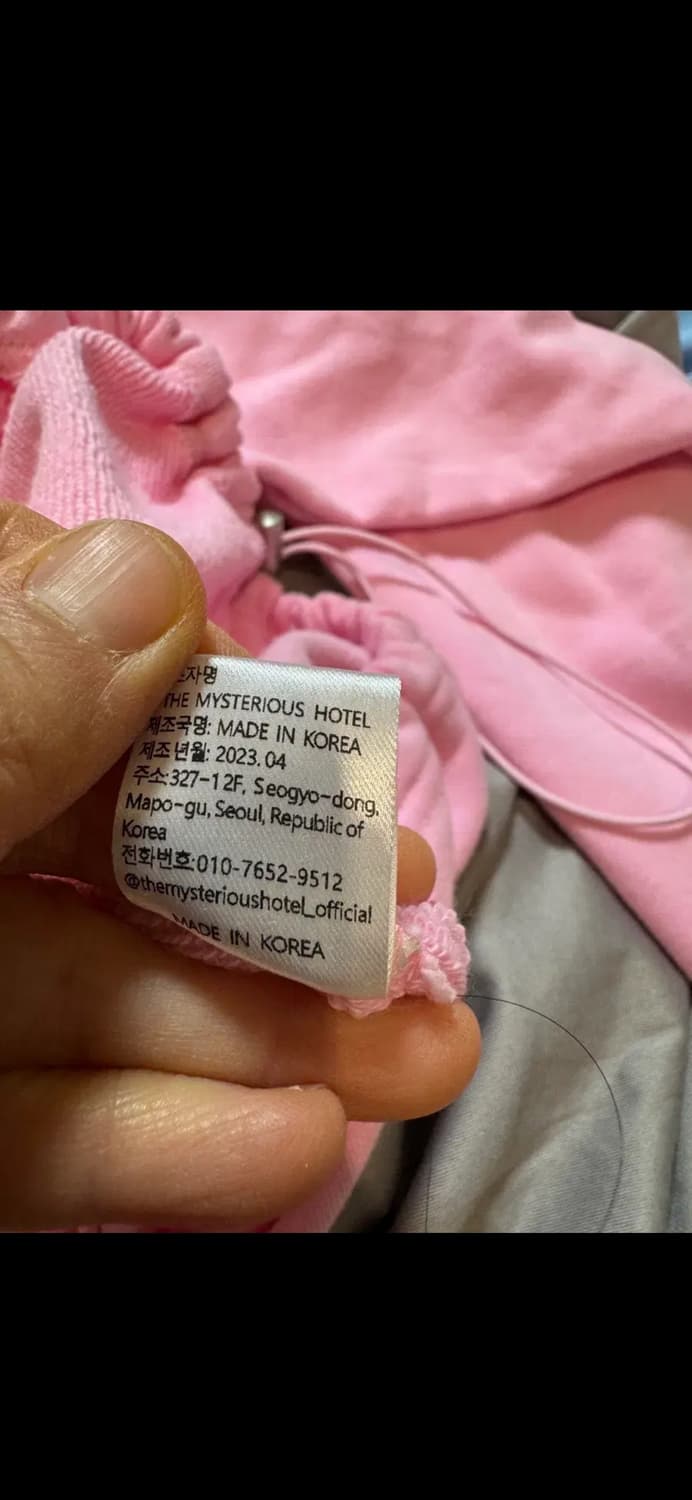 자명
THE MYSTERIOUS HOTEL
제조국명: MADE IN KOREA
제조년월: 2023.04
주소:327-12F, Seogyo-dong,
Mapo-gu, Seoul, Republic of
Korea
전화번호:010-7652-9512
@themysterioushotel_official
MADE IN KOREA